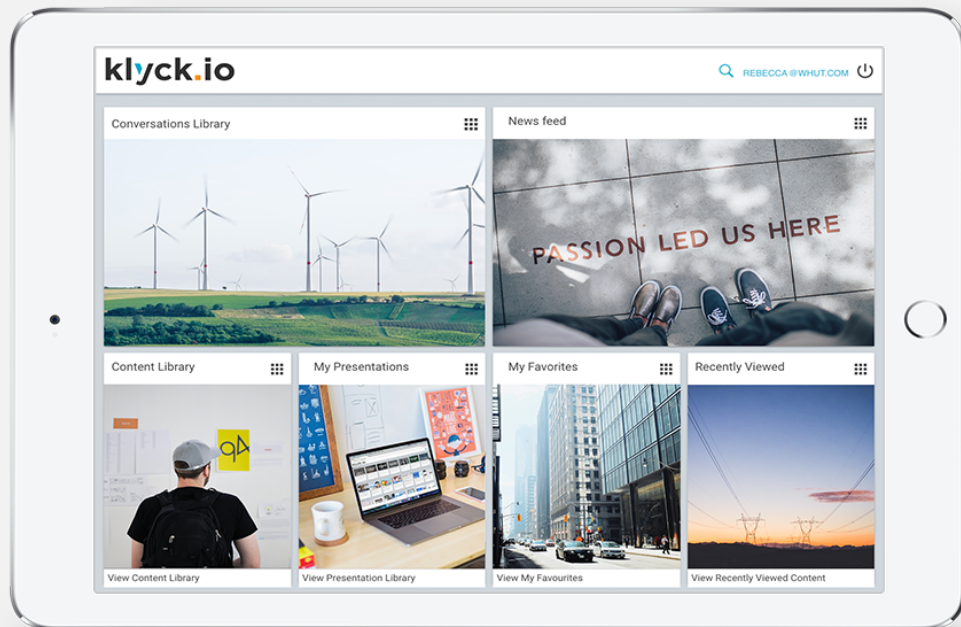 klyck.io
REBECCA @WHUT.COM
Conversations Library
News feed
PASSION LED US HERE
Content Library
My Presentations
My Favorites
Recently Viewed
View Content Library
View Presentation Library
View My Favourites
View Recently Viewed Content